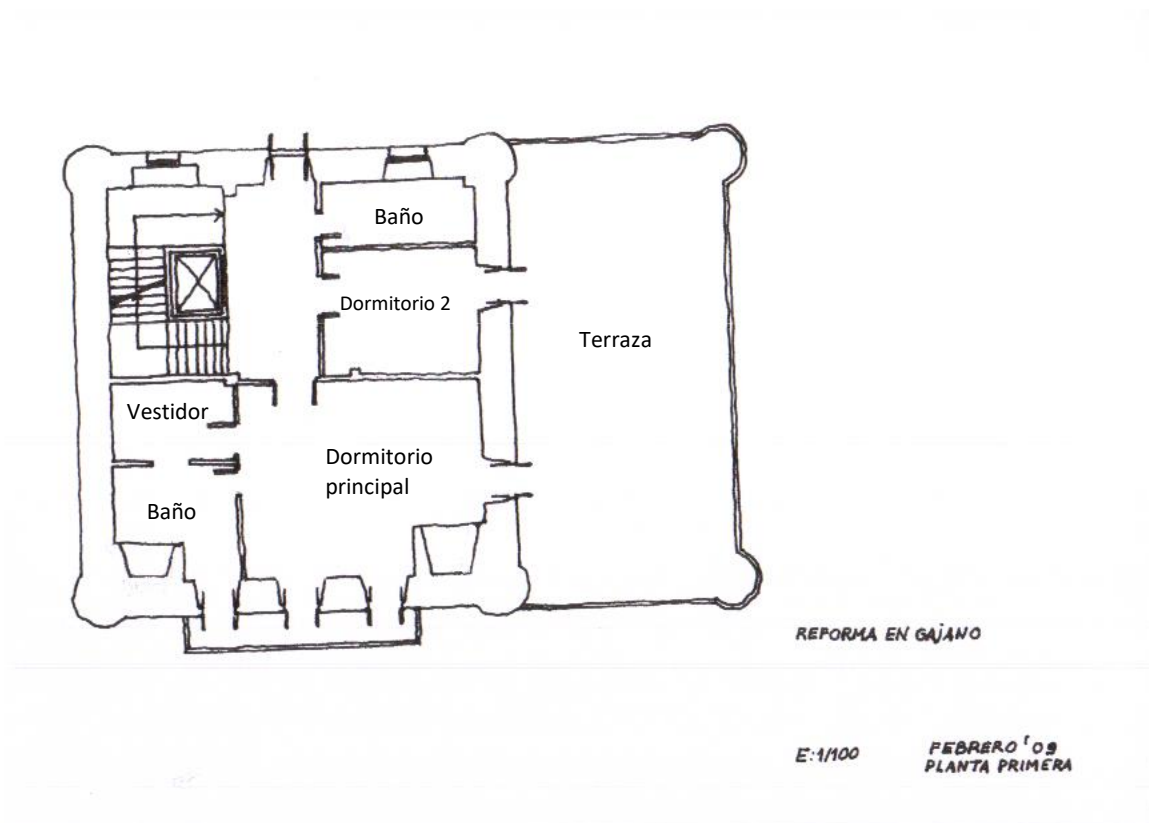 Baño
Dormitorio 2
Terraza
Vestidor
Dormitorio
principal
Baño
REFORMA EN GAJANO
E:1/100
FEBRERO '09
PLANTA PRIMERA